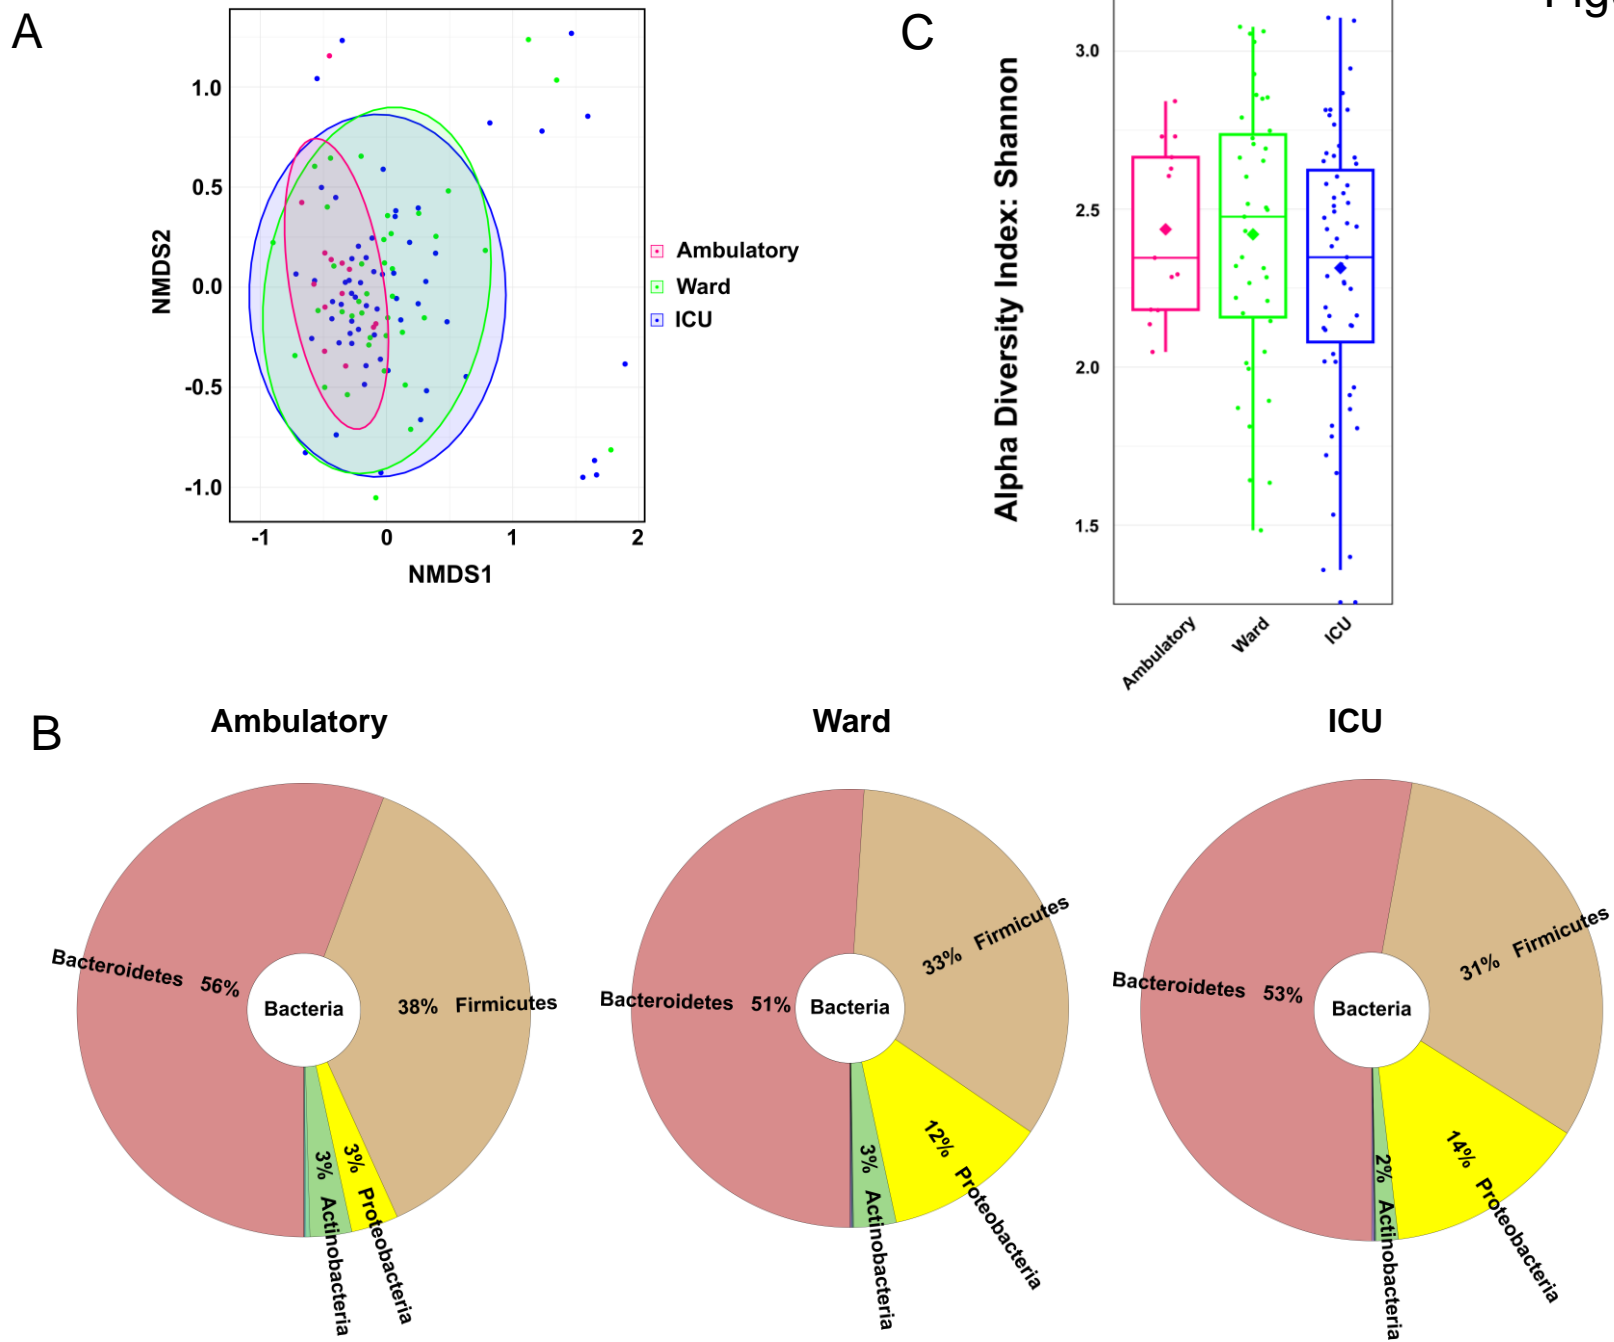 Fig
A
1.0
0.5
0.0
-0.5
-1.0
NMDS2
-1 0 1 2
NMDS1
Ambulatory
Ward
ICU
C
Alpha Diversity Index: Shannon
3.0
2.5
2.0
1.5
Ambulatory
Ward
ICU
B
Ambulatory
Bacteroidetes 56%
Bacteria
38% Firmicutes
3% Actinobacteria
3% Proteobacteria
Ward
Bacteroidetes 51%
Bacteria
33% Firmicutes
3% Actinobacteria
12% Proteobacteria
ICU
Bacteroidetes 53%
Bacteria
31% Firmicutes
2% Actinobacteria
14% Proteobacteria